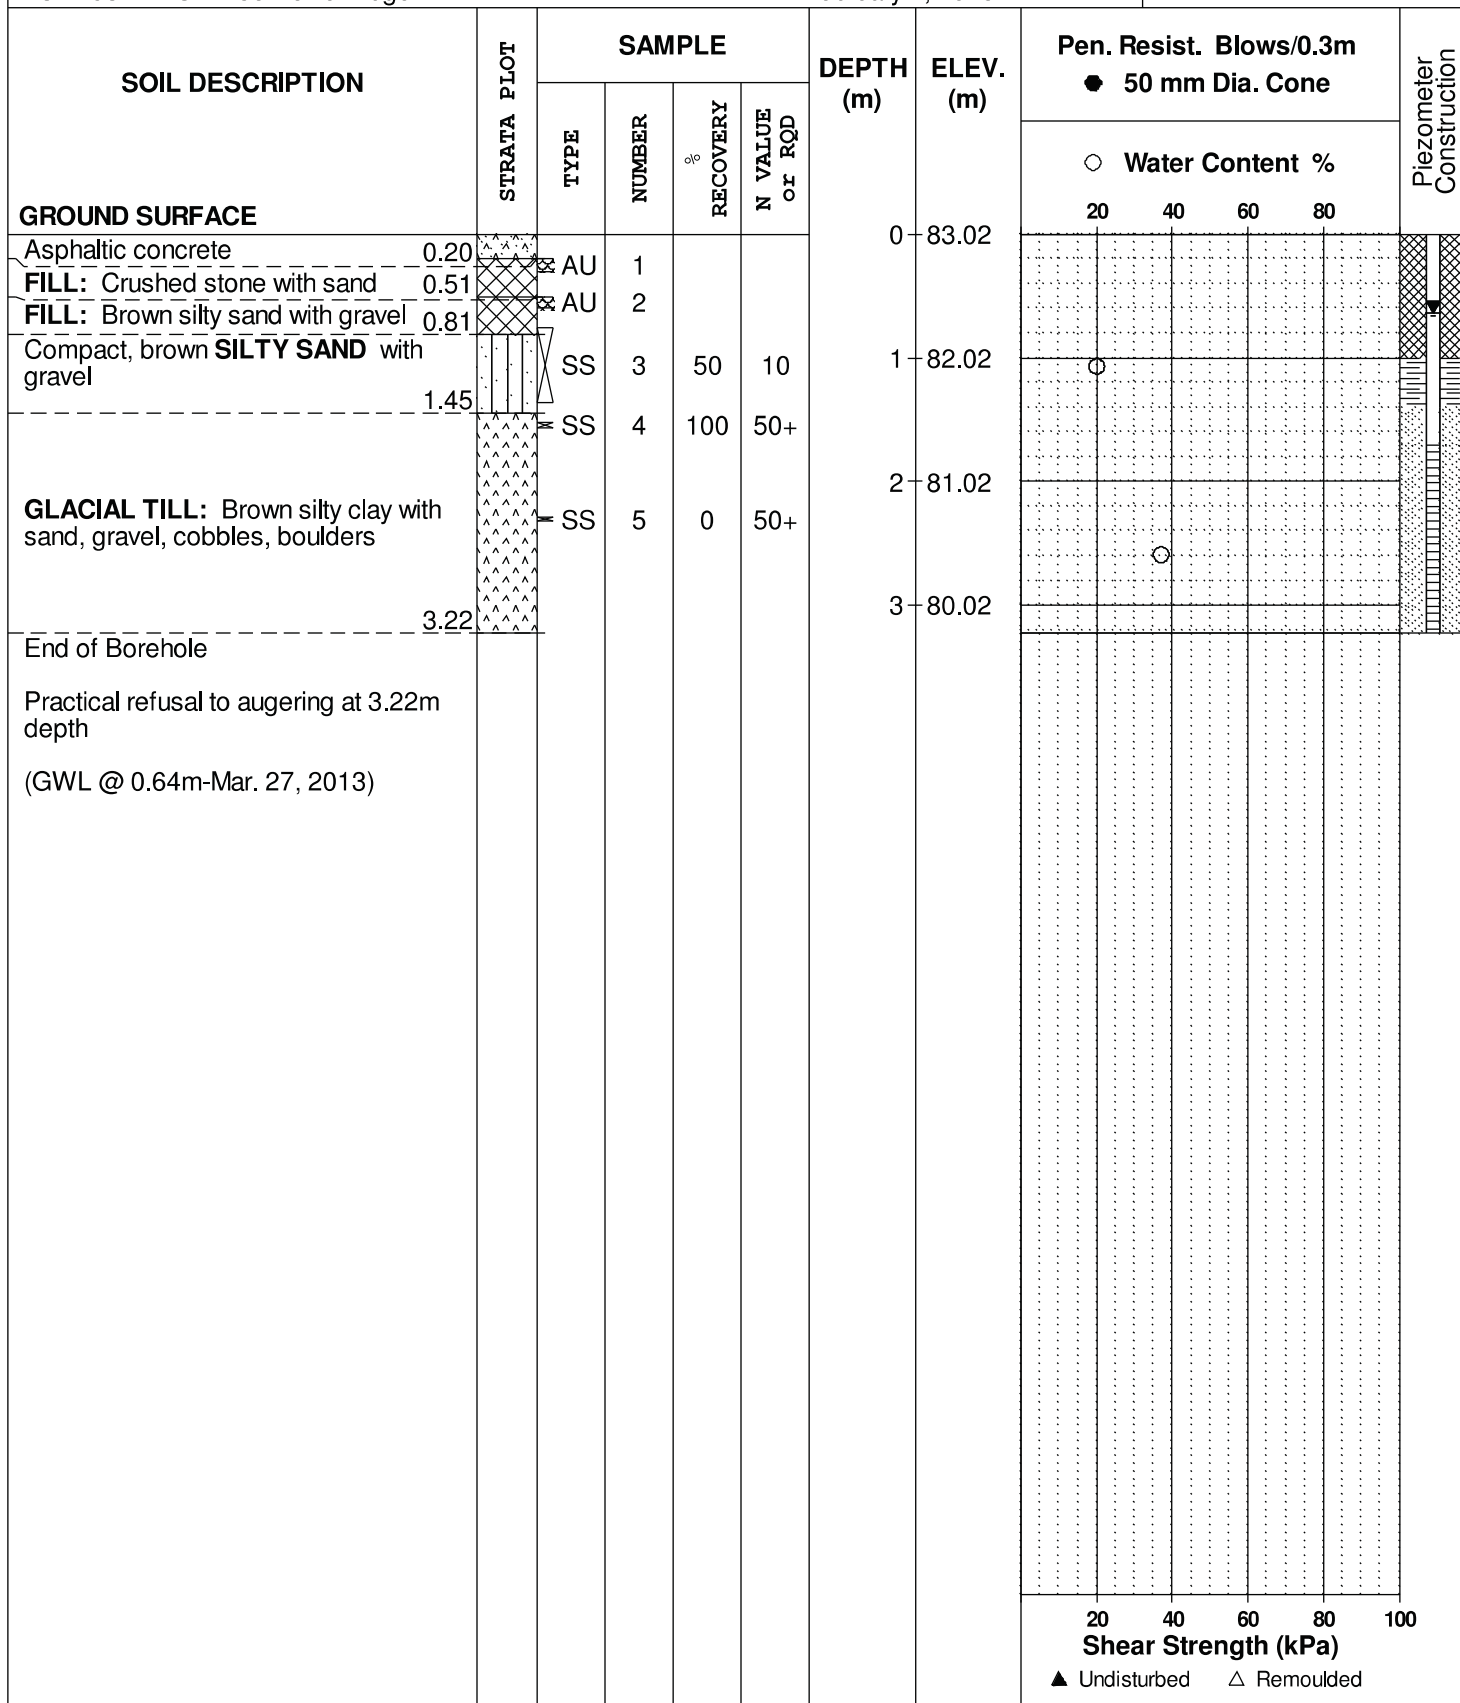 SOIL DESCRIPTION
GROUND SURFACE
STRATA PLOT
SAMPLE
TYPE
NUMBER
% RECOVERY
N VALUE
or RQD
DEPTH
(m)
ELEV.
(m)
Pen. Resist. Blows/0.3m
● 50 mm Dia. Cone
○ Water Content %
20 40 60 80
Piezometer
Construction
0 83.02
Asphaltic concrete 0.20
AU 1
FILL: Crushed stone with sand 0.51
AU 2
FILL: Brown silty sand with gravel 0.81
Compact, brown SILTY SAND with
gravel
1.45
SS 3 50 10
1 82.02
SS 4 100 50+
2 81.02
GLACIAL TILL: Brown silty clay with
sand, gravel, cobbles, boulders
SS 5 0 50+
3 80.02
3.22
End of Borehole
Practical refusal to augering at 3.22m
depth
(GWL @ 0.64m-Mar. 27, 2013)
20 40 60 80 100
Shear Strength (kPa)
▲ Undisturbed △ Remoulded